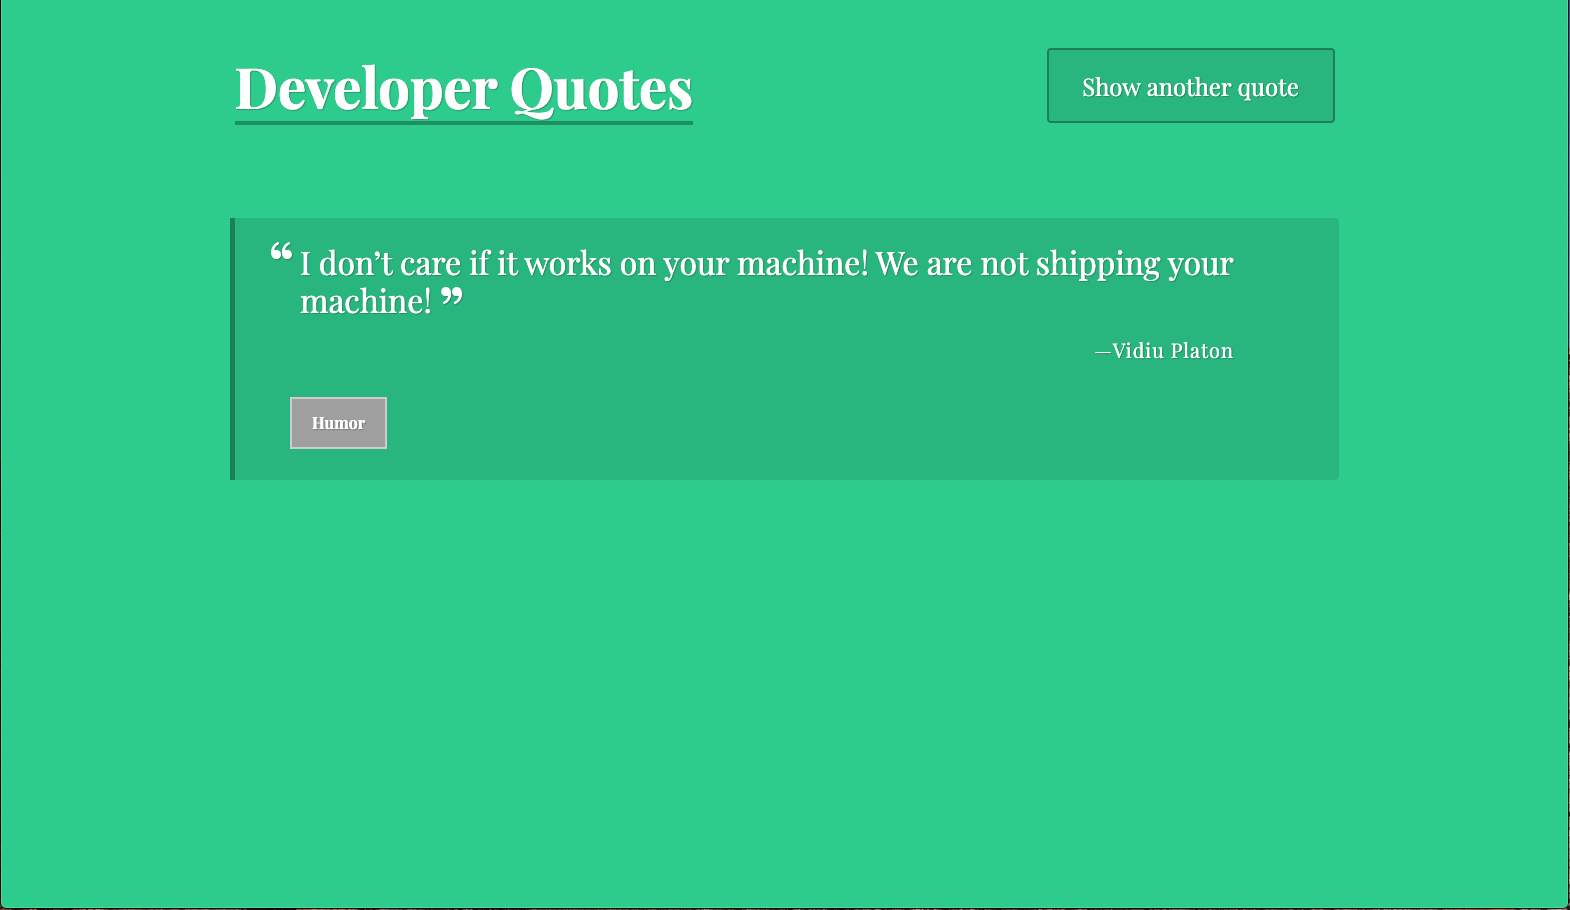 Developer Quotes
Show another quote
“ I don’t care if it works on your machine! We are not shipping your
machine! ”
—Vidiu Platon
Humor